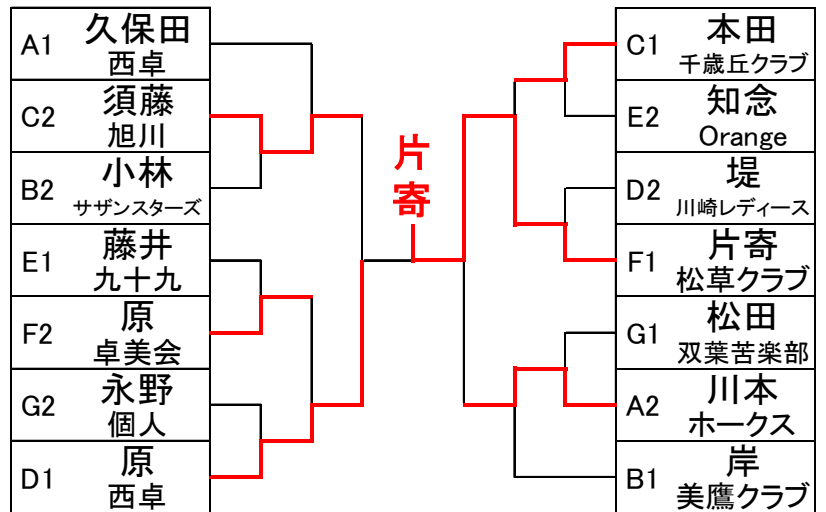 A1
久保田
西卓
C2
須藤
旭川
B2
小林
サザンスターズ
E1
藤井
九十九
F2
原
卓美会
G2
永野
個人
D1
原
西卓
片
寄
C1
本田
千歳丘クラブ
E2
知念
Orange
D2
堤
川崎レディース
F1
片寄
松草クラブ
G1
松田
双葉苦楽部
A2
川本
ホークス
B1
岸
美鷹クラブ